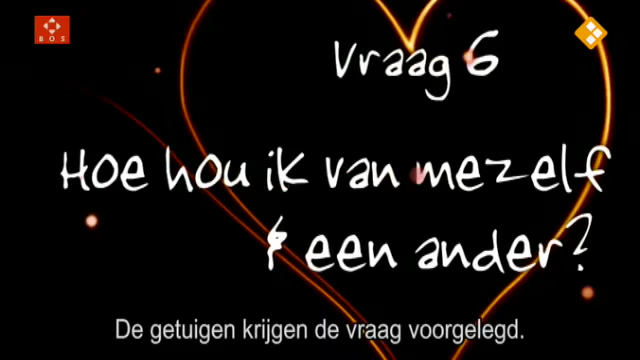 BOS
Vraag 6
Hoe hou ik van mezelf
& een ander?
De getuigen krijgen de vraag voorgelegd.